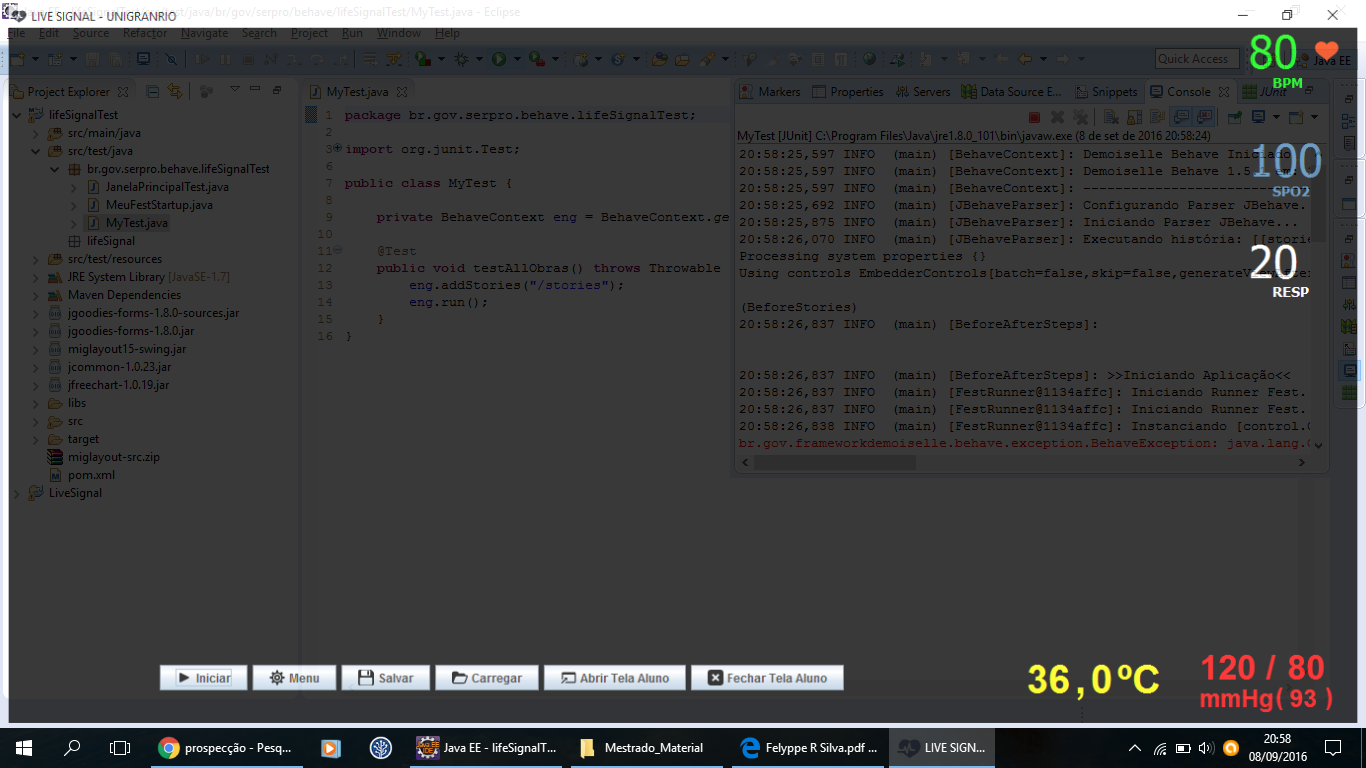 LIVE SIGNAL - UNIGRANRIO
/MyTest.java - Eclipse
File Edit Source Refactor Navigate Search Project Run Window Help
Quick Access
Java EE
80
BPM
100
SPO2
20
RESP
Project Explorer
lifeSignalTest
src/main/java
src/test/java
br.gov.serpro.behave.lifeSignalTest
JanelaPrincipalTest.java
MeuFestStartup.java
MyTest.java
lifeSignal
src/test/resources
JRE System Library [JavaSE-1.7]
Maven Dependencies
jgoodies-forms-1.8.0-sources.jar
jgoodies-forms-1.8.0.jar
miglayout15-swing.jar
jcommon-1.0.23.jar
jfreechart-1.0.19.jar
libs
src
target
miglayout-src.zip
pom.xml
LiveSignal
MyTest.java
1 package br.gov.serpro.behave.lifeSignalTest;
2
3 import org.junit.Test;
6
7 public class MyTest {
8
9 private BehaveContext eng = BehaveContext.ge
10
11 @Test
12 public void testAllObras() throws Throwable
13 eng.addStories("/stories");
14 eng.run();
15 }
16 }
Markers Properties Servers Data Source E... Snippets Console JUnit
MyTest [JUnit] C:\Program Files\Java\jre1.8.0_101\bin\javaw.exe (8 de set de 2016 20:58:24)
20:58:25,597 INFO (main) [BehaveContext]: Demoiselle Behave Iniciado
20:58:25,597 INFO (main) [BehaveContext]: Demoiselle Behave 1.5
20:58:25,597 INFO (main) [BehaveContext]: --------------------------
20:58:25,692 INFO (main) [JBehaveParser]: Configurando Parser JBehave.
20:58:25,875 INFO (main) [JBehaveParser]: Iniciando Parser JBehave...
20:58:26,070 INFO (main) [JBehaveParser]: Executando história: [[storie
Processing system properties {}
Using controls EmbedderControls[batch=false,skip=false,generateViewAfter
(BeforeStories)
20:58:26,837 INFO (main) [BeforeAfterSteps]:
20:58:26,837 INFO (main) [BeforeAfterSteps]: >>Iniciando Aplicação<<
20:58:26,837 INFO (main) [FestRunner@1134affc]: Iniciando Runner Fest.
20:58:26,837 INFO (main) [FestRunner@1134affc]: Iniciando Runner Fest.
20:58:26,838 INFO (main) [FestRunner@1134affc]: Instanciando [control.
br.gov.frameworkdemoiselle.behave.exception.BehaveException: java.lang.
Iniciar Menu Salvar Carregar Abrir Tela Aluno Fechar Tela Aluno
36,0ºC
120 / 80
mmHg( 93 )
prospecção - Pesq... Java EE - lifeSignalT... Mestrado_Material Felyppe R Silva.pdf ... LIVE SIGN...
20:58
08/09/2016